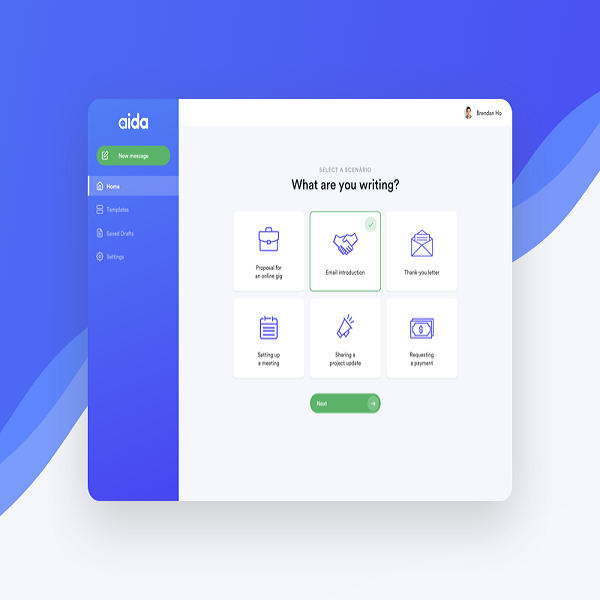 aida
Brendan Ho
New message
Home
Templates
Saved Drafts
Settings
SELECT A SCENARIO
What are you writing?
Proposal for
an online gig
Email introduction
Thank-you letter
Setting up
a meeting
Sharing a
project update
Requesting
a payment
$
Next